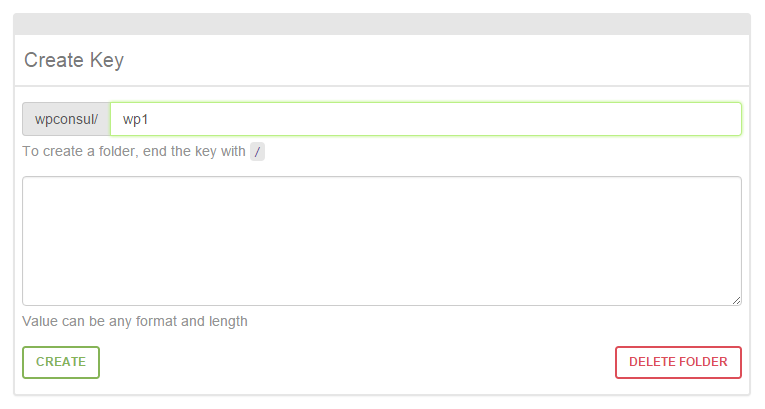 Create Key
wpconsul/ wp1
To create a folder, end the key with /
Value can be any format and length
CREATE DELETE FOLDER